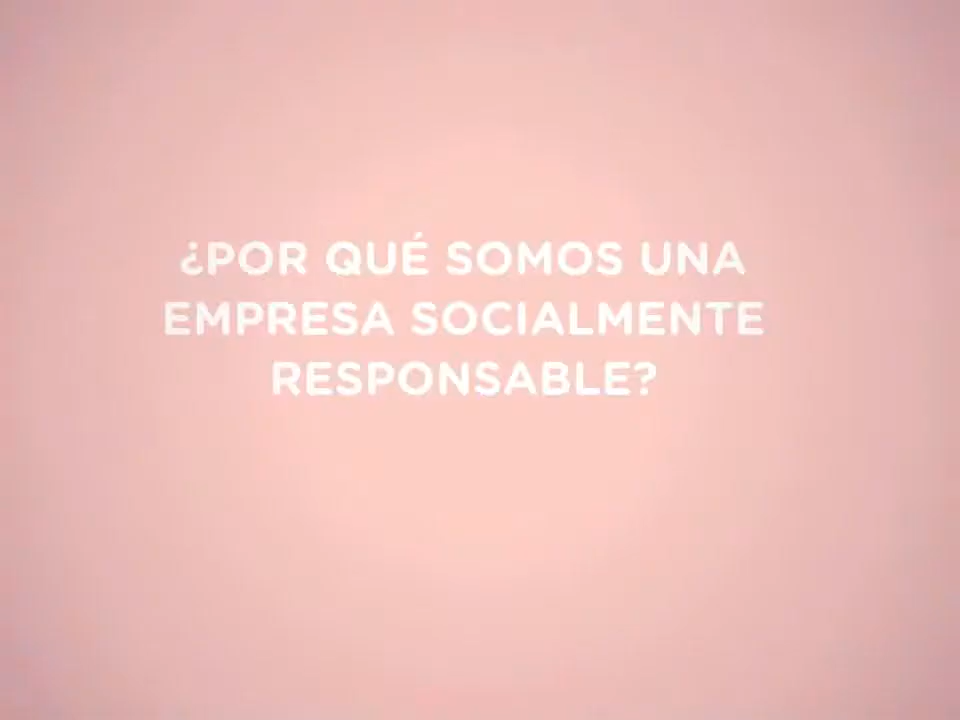 ¿POR QUÉ SOMOS UNA
EMPRESA SOCIALMENTE
RESPONSABLE?